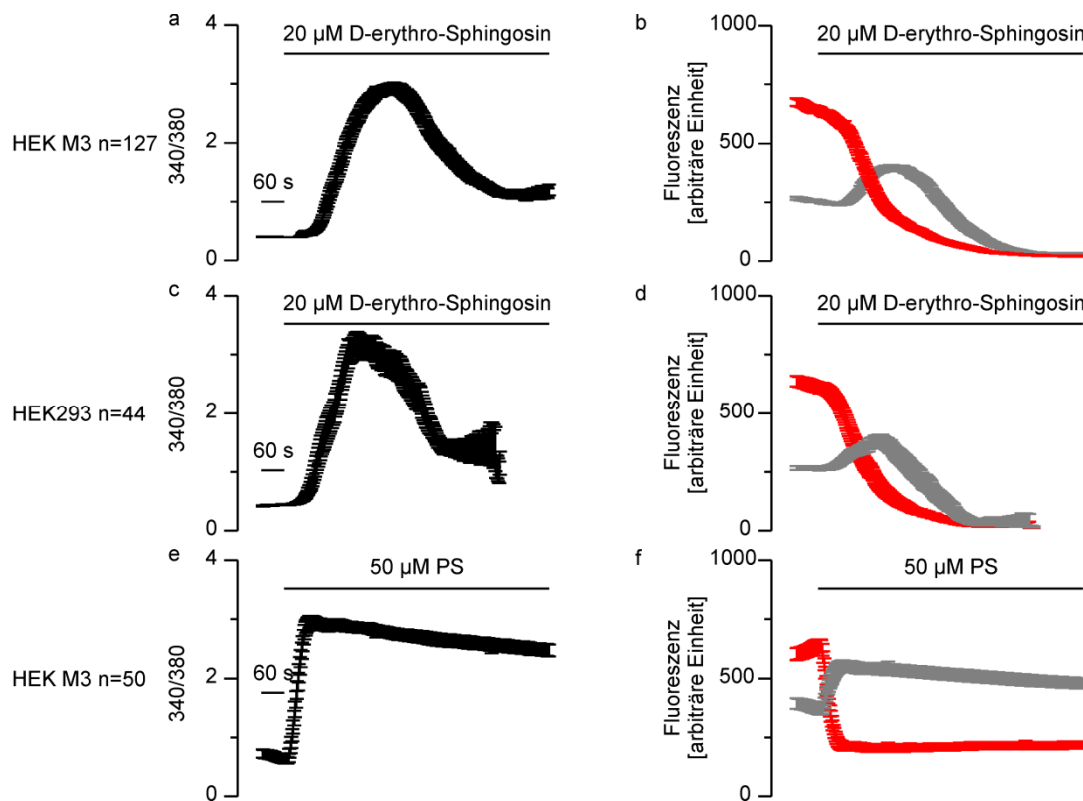 a
4
20 µM D-erythro-Sphingosin
2
60 s
0
340/380
HEK M3 n=127
b
1000
20 µM D-erythro-Sphingosin
500
0
Fluoreszenz
[arbiträre Einheit]
c
4
20 µM D-erythro-Sphingosin
2
60 s
0
340/380
HEK293 n=44
d
1000
20 µM D-erythro-Sphingosin
500
0
Fluoreszenz
[arbiträre Einheit]
e
4
50 µM PS
2
60 s
0
340/380
HEK M3 n=50
f
1000
50 µM PS
500
0
Fluoreszenz
[arbiträre Einheit]